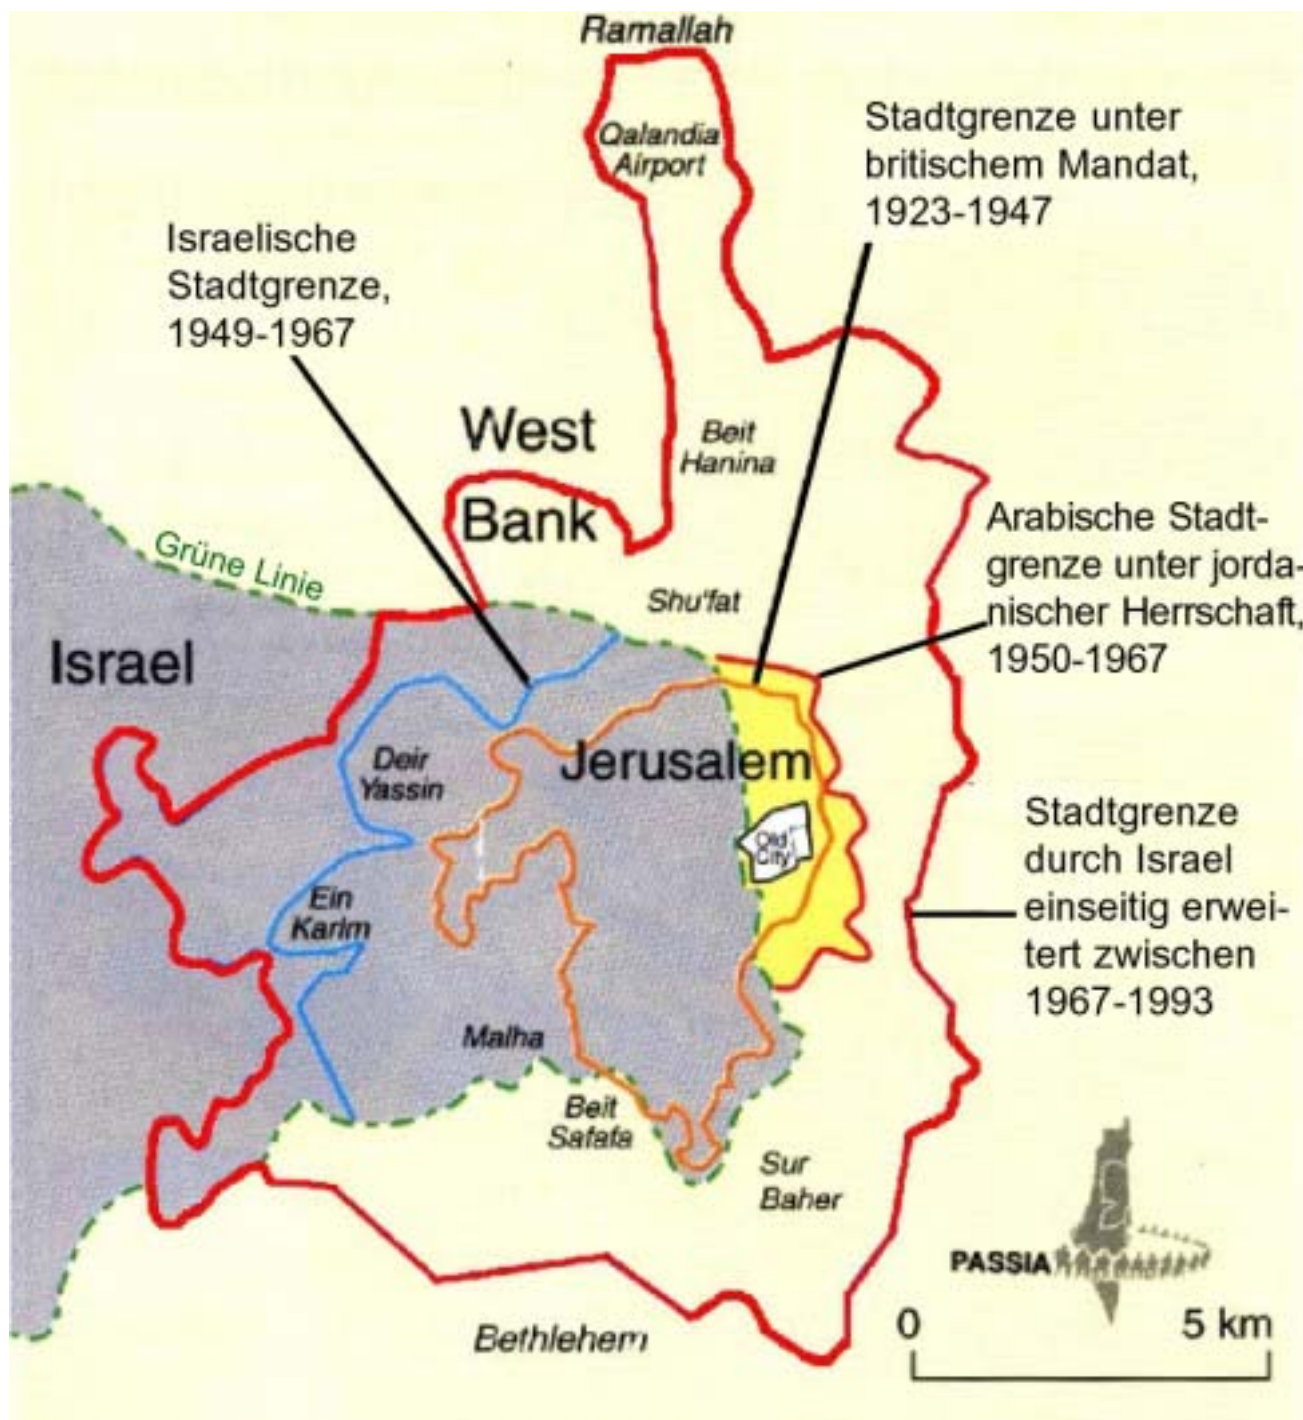 Ramallah
Qalandia
Airport
Stadtgrenze unter
britischem Mandat,
1923-1947
Israelische
Stadtgrenze,
1949-1967
West
Bank
Beit
Hanina
Arabische Stadt-
grenze unter jorda-
nischer Herrschaft,
1950-1967
Grüne Linie
Shu'fat
Israel
Jerusalem
Deir
Yassin
Old
City
Stadtgrenze
durch Israel
einseitig erwei-
tert zwischen
1967-1993
Ein
Karim
Malha
Beit
Safafa
Sur
Baher
PASSIA
Bethlehem
0 5 km